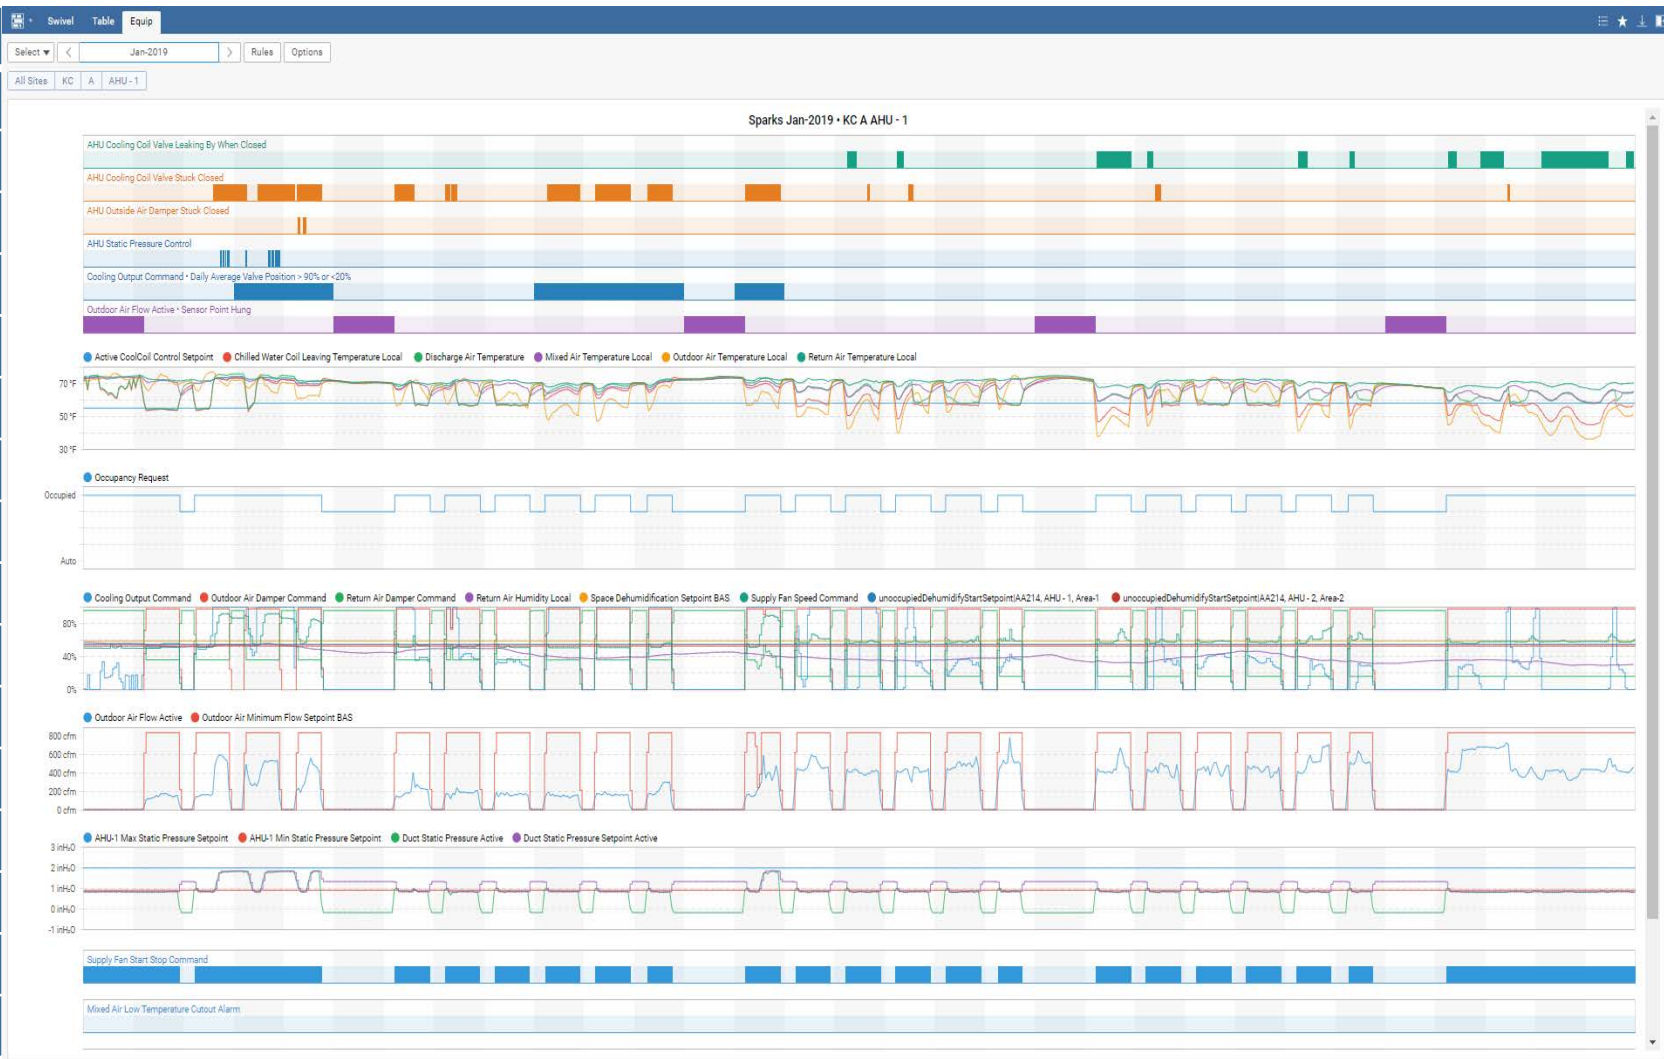 Swivel Table Equip
Select ▾ < Jan-2019 > Rules Options
All Sites KC A AHU - 1
Sparks Jan-2019 • KC A AHU - 1
AHU Cooling Coil Valve Leaking By When Closed
AHU Cooling Coil Valve Stuck Closed
AHU Outside Air Damper Stuck Closed
AHU Static Pressure Control
Cooling Output Command • Daily Average Valve Position > 90% or <20%
Outdoor Air Flow Active • Sensor Point Hung
Active CoolCoil Control Setpoint Chilled Water Coil Leaving Temperature Local Discharge Air Temperature Mixed Air Temperature Local Outdoor Air Temperature Local Return Air Temperature Local
70 °F
50 °F
30 °F
Occupancy Request
Occupied
Auto
Cooling Output Command Outdoor Air Damper Command Return Air Damper Command Return Air Humidity Local Space Dehumidification Setpoint BAS Supply Fan Speed Command unoccupiedDehumidifyStartSetpoint|AA214, AHU - 1, Area-1 unoccupiedDehumidifyStartSetpoint|AA214, AHU - 2, Area-2
80%
40%
0%
Outdoor Air Flow Active Outdoor Air Minimum Flow Setpoint BAS
800 cfm
600 cfm
400 cfm
200 cfm
0 cfm
AHU-1 Max Static Pressure Setpoint AHU-1 Min Static Pressure Setpoint Duct Static Pressure Active Duct Static Pressure Setpoint Active
3 inH₂O
2 inH₂O
1 inH₂O
0 inH₂O
-1 inH₂O
Supply Fan Start Stop Command
Mixed Air Low Temperature Cutout Alarm